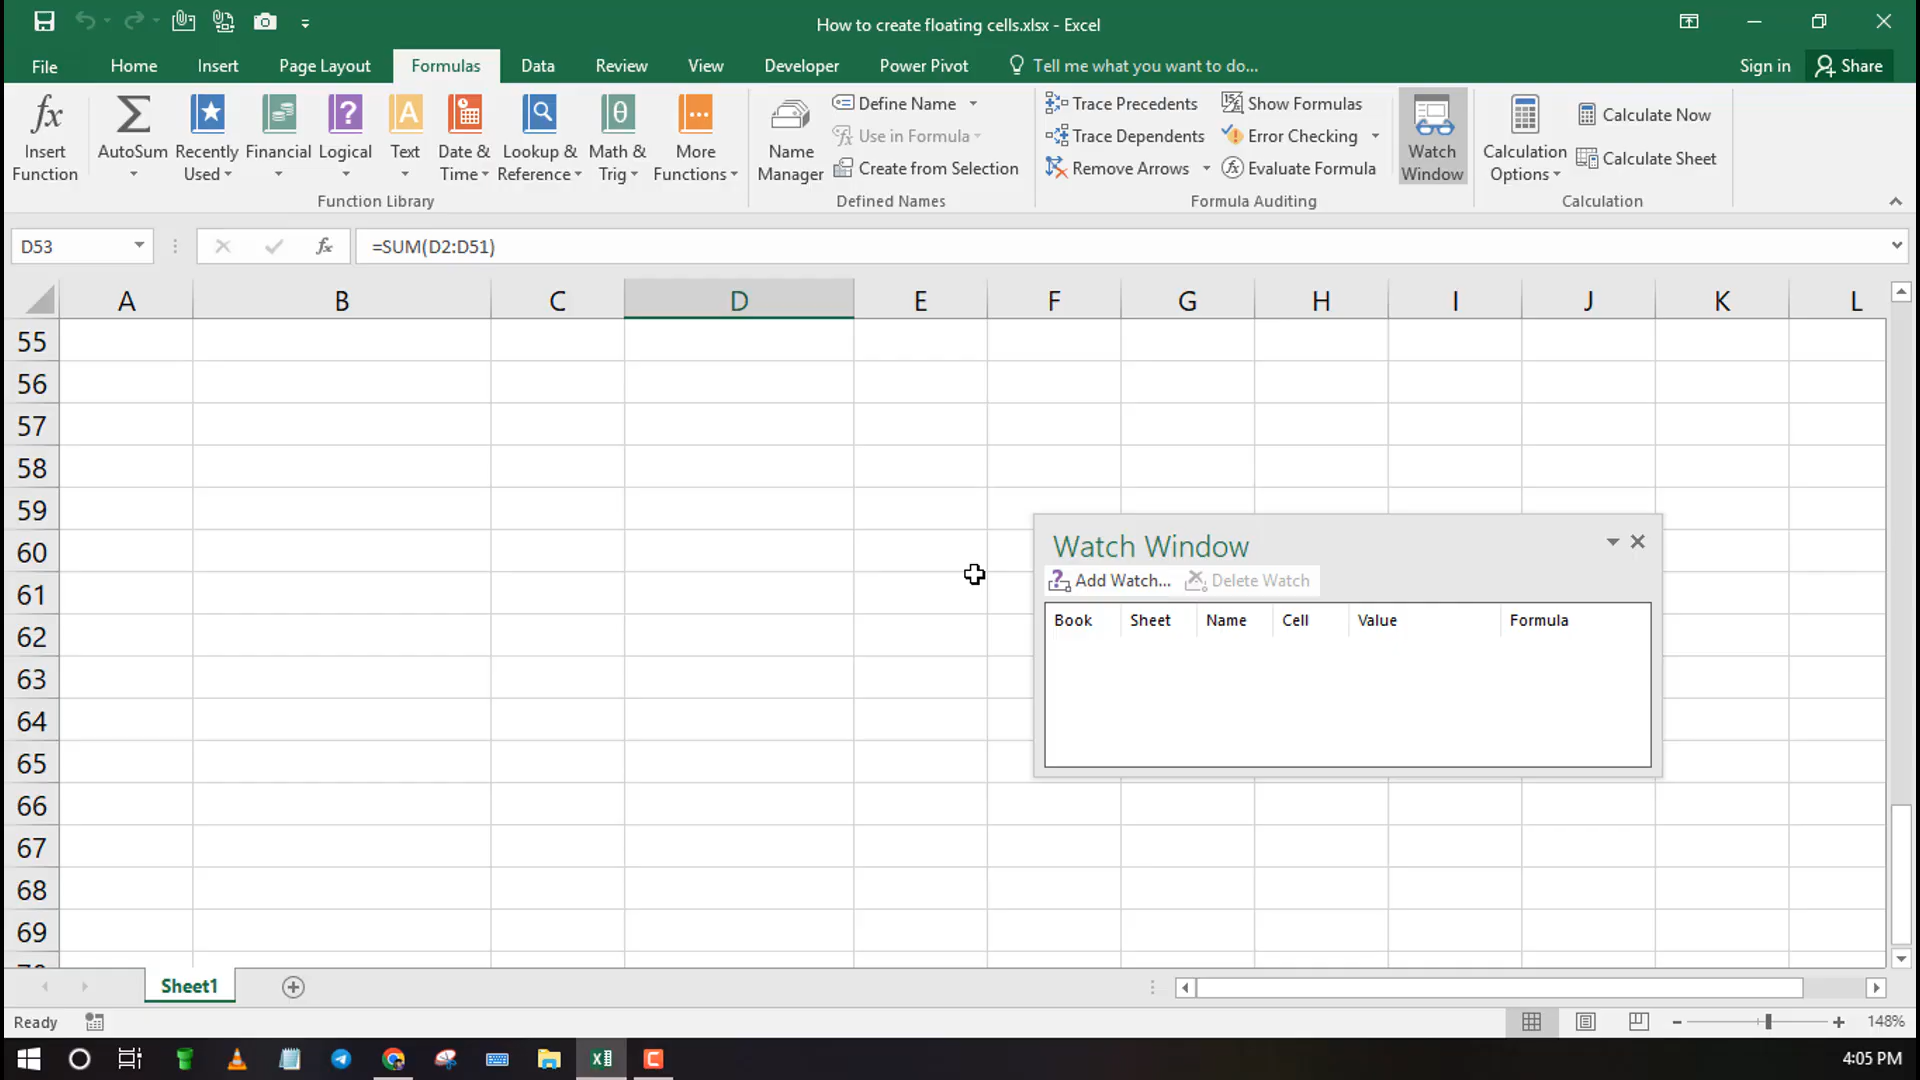 How to create floating cells.xlsx - Excel
File Home Insert Page Layout Formulas Data Review View Developer Power Pivot Tell me what you want to do... Sign in Share
Insert Function
AutoSum
Recently Used
Financial
Logical
Text
Date & Time
Lookup & Reference
Math & Trig
More Functions
Function Library
Name Manager
Define Name
Use in Formula
Create from Selection
Defined Names
Trace Precedents
Trace Dependents
Remove Arrows
Show Formulas
Error Checking
Evaluate Formula
Watch Window
Formula Auditing
Calculation Options
Calculate Now
Calculate Sheet
Calculation
D53 fx =SUM(D2:D51)
A B C D E F G H I J K L
55
56
57
58
59
60
61
62
63
64
65
66
67
68
69
Watch Window
Add Watch... Delete Watch
Book Sheet Name Cell Value Formula
Sheet1
Ready 148%
4:05 PM